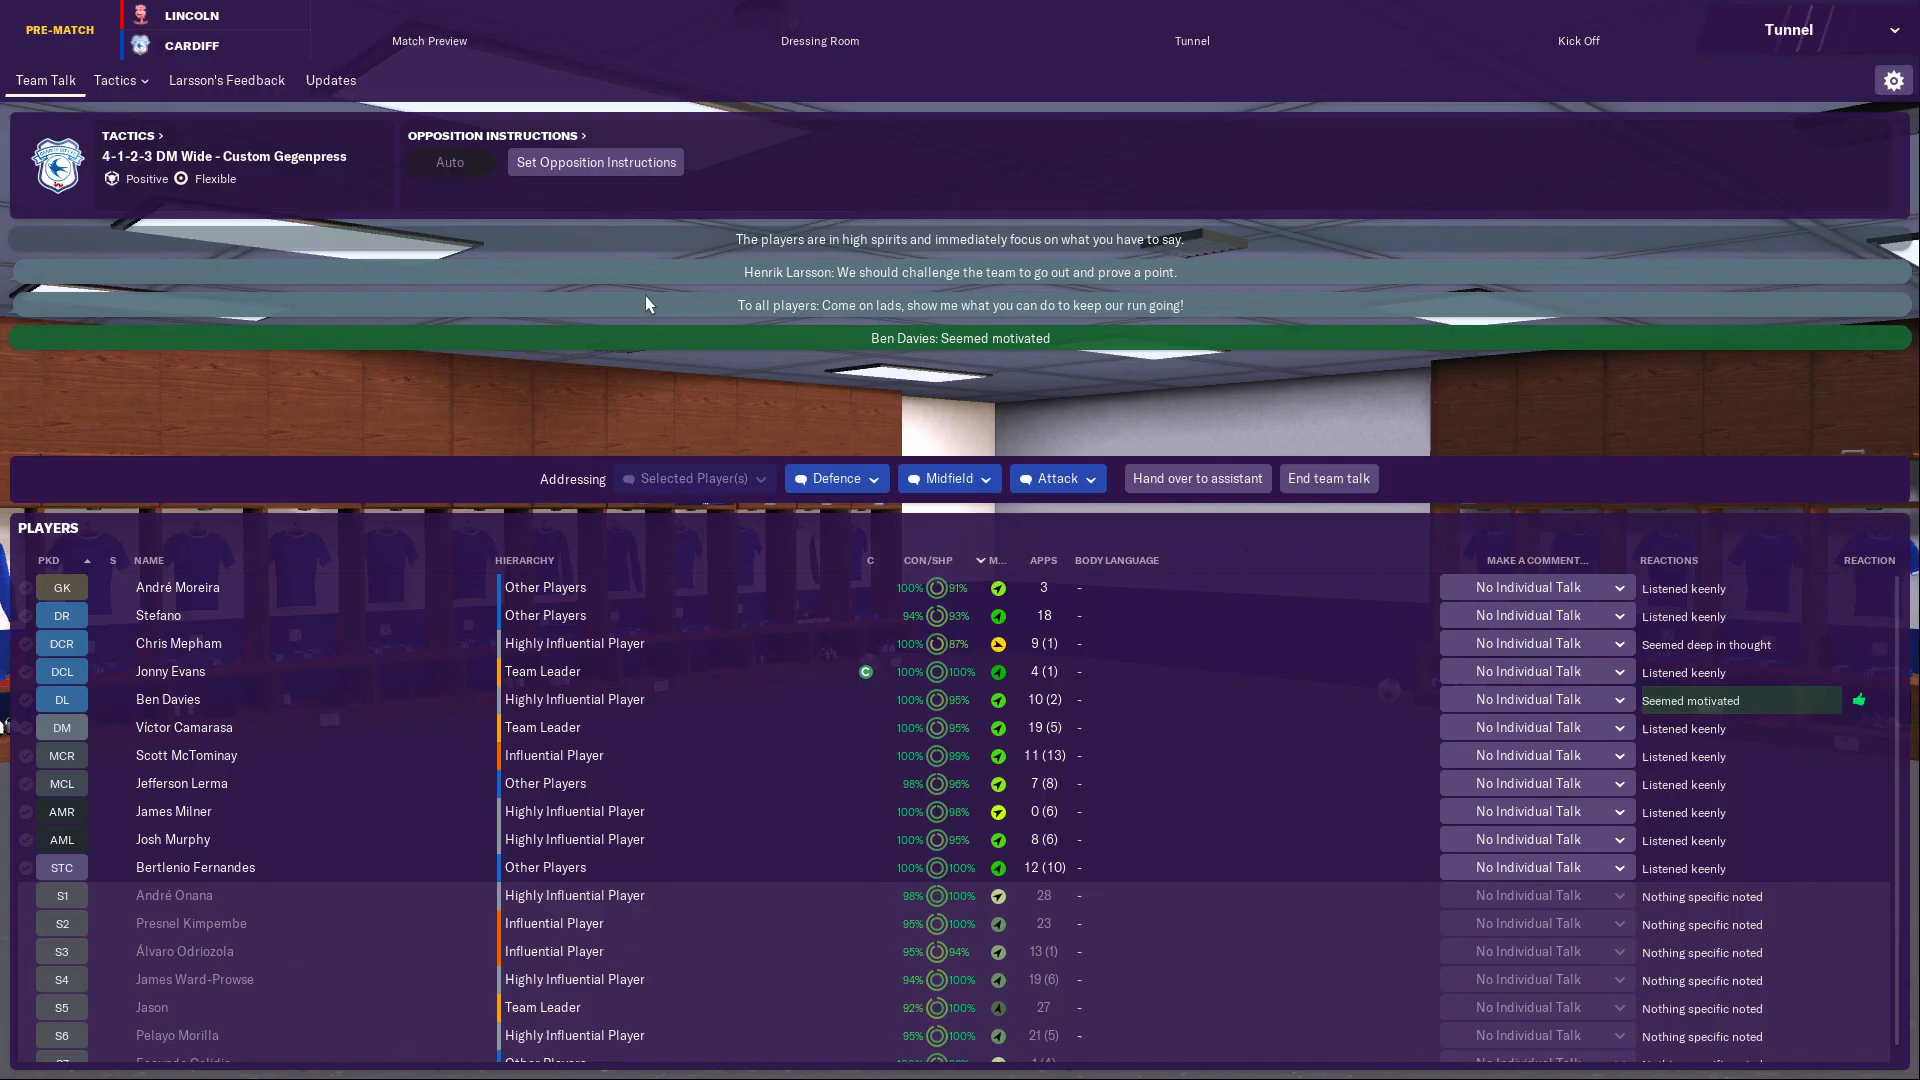 PRE-MATCH
LINCOLN
CARDIFF
Match Preview
Dressing Room
Tunnel
Kick Off
Tunnel
Team Talk
Tactics
Larsson's Feedback
Updates
TACTICS >
4-1-2-3 DM Wide - Custom Gegenpress
Positive Flexible
OPPOSITION INSTRUCTIONS >
Auto Set Opposition Instructions
The players are in high spirits and immediately focus on what you have to say.
Henrik Larsson: We should challenge the team to go out and prove a point.
To all players: Come on lads, show me what you can do to keep our run going!
Ben Davies: Seemed motivated
Addressing Selected Player(s) Defence Midfield Attack Hand over to assistant End team talk
PLAYERS
PKD S NAME HIERARCHY C CON/SHP M... APPS BODY LANGUAGE MAKE A COMMENT... REACTIONS REACTION
GK André Moreira Other Players 100% 91% 3 - No Individual Talk Listened keenly
DR Stefano Other Players 94% 93% 18 - No Individual Talk Listened keenly
DCR Chris Mepham Highly Influential Player 100% 87% 9 (1) - No Individual Talk Seemed deep in thought
DCL Jonny Evans Team Leader C 100% 100% 4 (1) - No Individual Talk Listened keenly
DL Ben Davies Highly Influential Player 100% 95% 10 (2) - No Individual Talk Seemed motivated
DM Víctor Camarasa Team Leader 100% 95% 19 (5) - No Individual Talk Listened keenly
MCR Scott McTominay Influential Player 100% 99% 11 (13) - No Individual Talk Listened keenly
MCL Jefferson Lerma Other Players 98% 96% 7 (8) - No Individual Talk Listened keenly
AMR James Milner Highly Influential Player 100% 98% 0 (6) - No Individual Talk Listened keenly
AML Josh Murphy Highly Influential Player 100% 95% 8 (6) - No Individual Talk Listened keenly
STC Bertlenio Fernandes Other Players 100% 100% 12 (10) - No Individual Talk Listened keenly
S1 André Onana Highly Influential Player 98% 100% 28 - No Individual Talk Nothing specific noted
S2 Presnel Kimpembe Influential Player 95% 100% 23 - No Individual Talk Nothing specific noted
S3 Álvaro Odriozola Influential Player 95% 94% 13 (1) - No Individual Talk Nothing specific noted
S4 James Ward-Prowse Highly Influential Player 94% 100% 19 (6) - No Individual Talk Nothing specific noted
S5 Jason Team Leader 92% 100% 27 - No Individual Talk Nothing specific noted
S6 Pelayo Morilla Highly Influential Player 95% 100% 21 (5) - No Individual Talk Nothing specific noted